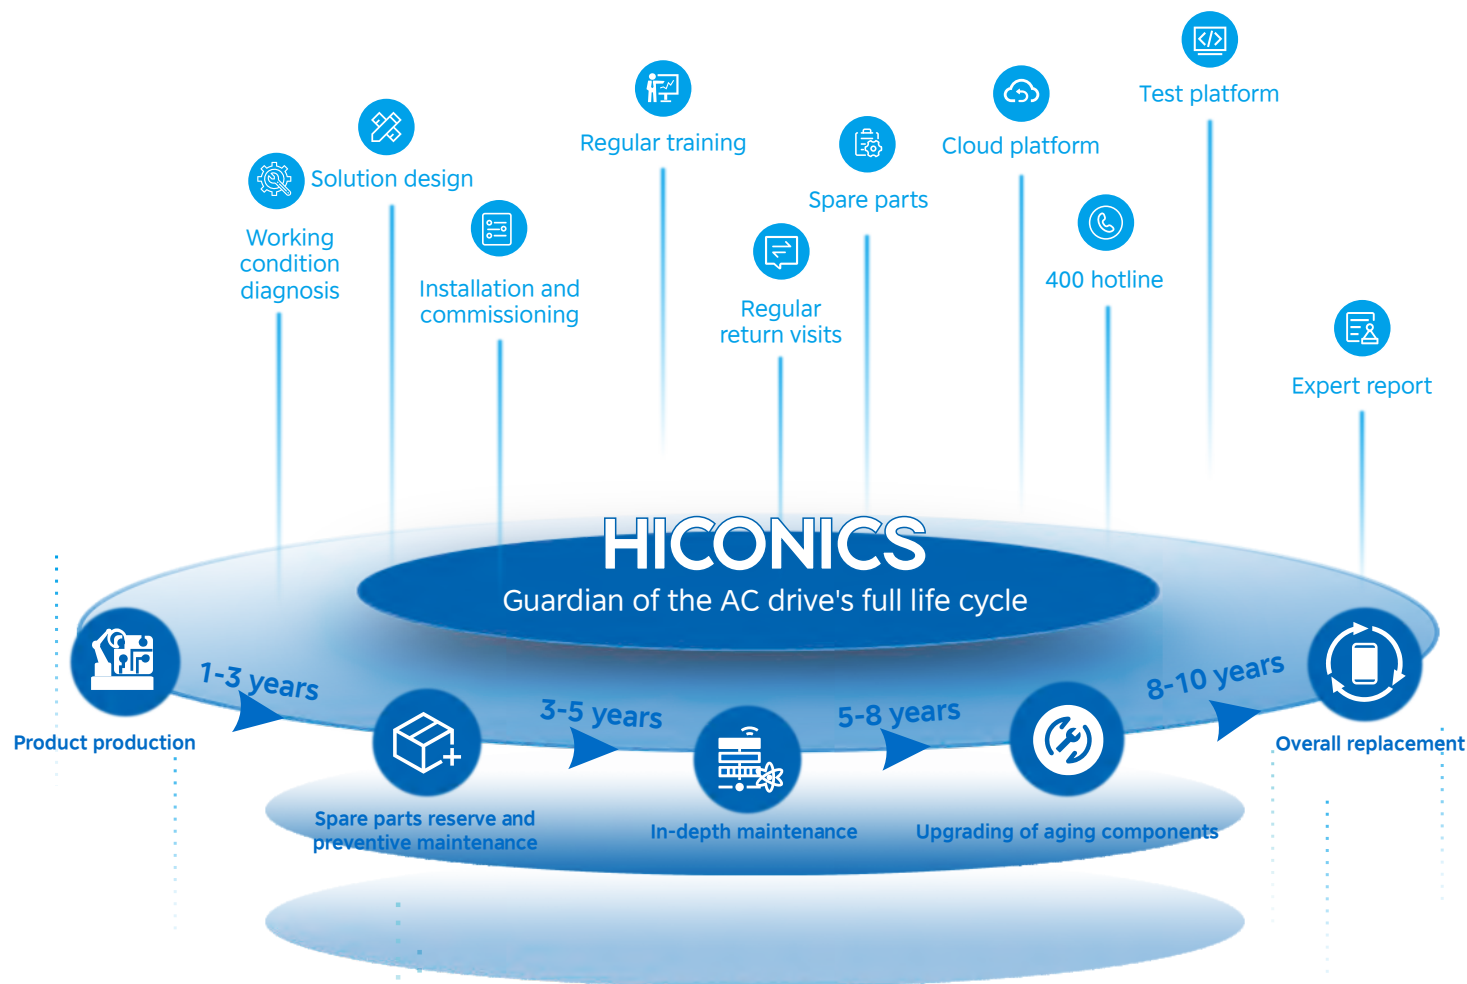 Test platform
Regular training
Cloud platform
Solution design
Spare parts
Working
condition
diagnosis
Installation and
commissioning
Regular
return visits
400 hotline
Expert report
HICONICS
Guardian of the AC drive's full life cycle
1-3 years
3-5 years
5-8 years
8-10 years
Product production
Spare parts reserve and
preventive maintenance
In-depth maintenance
Upgrading of aging components
Overall replacement